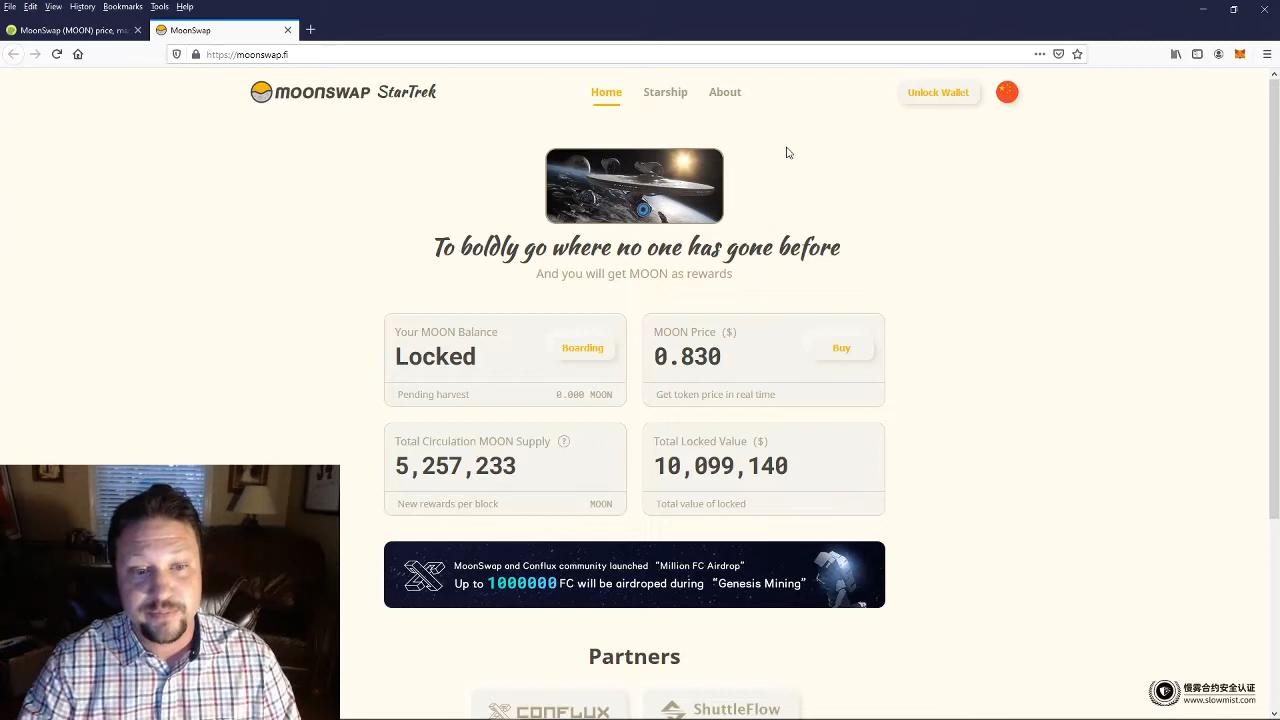 File Edit View History Bookmarks Tools Help
MoonSwap (MOON) price, ma
MoonSwap
https://moonswap.fi
MOONSWAP StarTrek
Home
Starship
About
Unlock Wallet
To boldly go where no one has gone before
And you will get MOON as rewards
Your MOON Balance
Locked
Boarding
Pending harvest
0.000 MOON
MOON Price ($)
0.830
Buy
Get token price in real time
Total Circulation MOON Supply ?
5,257,233
New rewards per block
MOON
Total Locked Value ($)
10,099,140
Total value of locked
MoonSwap and Conflux community launched “Million FC Airdrop”
Up to 1000000 FC will be airdroped during “Genesis Mining”
Partners
CONFLUX
ShuttleFlow
慢雾合约安全认证
www.slowmist.com